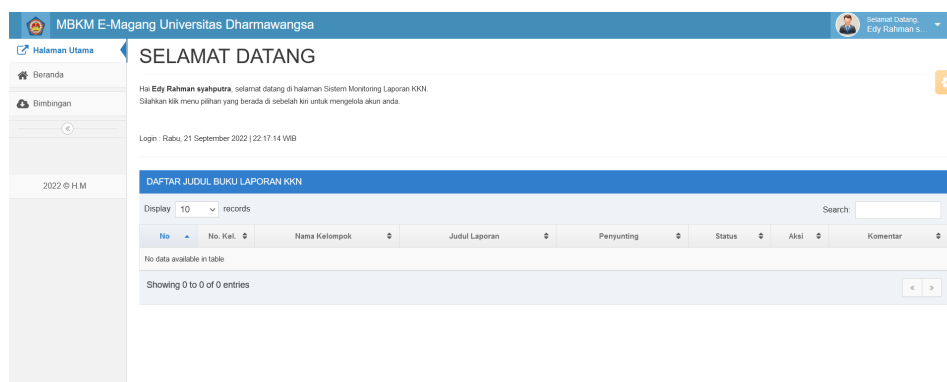 MBKM E-Magang Universitas Dharmawangsa
Selamat Datang,
Edy Rahman s...
Halaman Utama
Beranda
Bimbingan
2022 © H.M
SELAMAT DATANG
Hai Edy Rahman syahputra, selamat datang di halaman Sistem Monitoring Laporan KKN.
Silahkan klik menu pilihan yang berada di sebelah kiri untuk mengelola akun anda.
Login : Rabu, 21 September 2022 | 22:17:14 WIB
DAFTAR JUDUL BUKU LAPORAN KKN
Display 10 records Search:
No No. Kel. Nama Kelompok Judul Laporan Penyunting Status Aksi Komentar
No data available in table
Showing 0 to 0 of 0 entries
« »